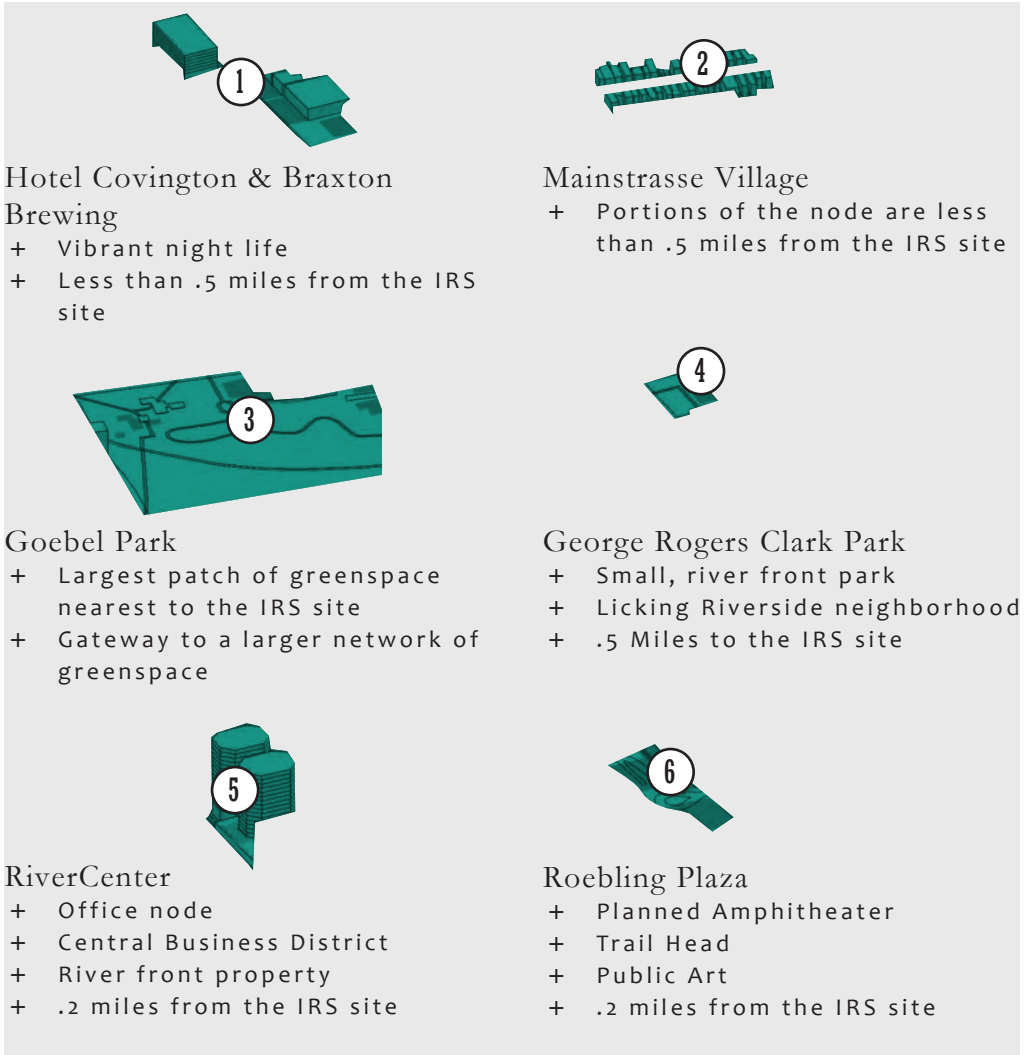 1
Hotel Covington & Braxton
Brewing
+ Vibrant night life
+ Less than .5 miles from the IRS
site
2
Mainstrasse Village
+ Portions of the node are less
than .5 miles from the IRS site
3
Goebel Park
+ Largest patch of greenspace
nearest to the IRS site
+ Gateway to a larger network of
greenspace
4
George Rogers Clark Park
+ Small, river front park
+ Licking Riverside neighborhood
+ .5 Miles to the IRS site
5
RiverCenter
+ Office node
+ Central Business District
+ River front property
+ .2 miles from the IRS site
6
Roebling Plaza
+ Planned Amphitheater
+ Trail Head
+ Public Art
+ .2 miles from the IRS site